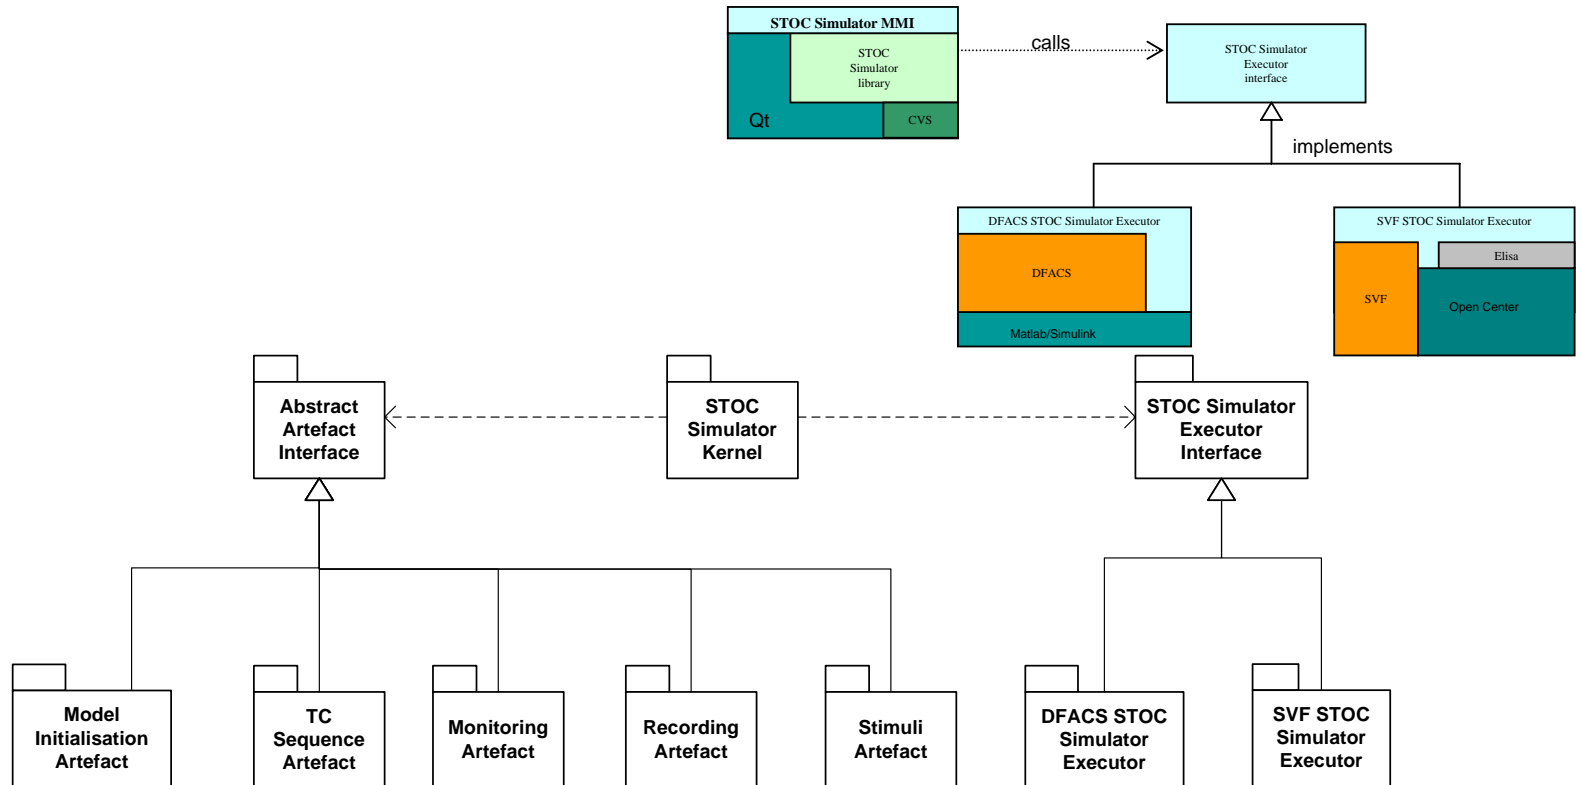 STOC Simulator MMI
STOC
Simulator
library
Qt
CVS
calls
STOC Simulator
Executor
interface
implements
DFACS STOC Simulator Executor
DFACS
Matlab/Simulink
SVF STOC Simulator Executor
Elisa
SVF
Open Center
Abstract
Artefact
Interface
STOC
Simulator
Kernel
STOC Simulator
Executor
Interface
Model
Initialisation
Artefact
TC
Sequence
Artefact
Monitoring
Artefact
Recording
Artefact
Stimuli
Artefact
DFACS STOC
Simulator
Executor
SVF STOC
Simulator
Executor